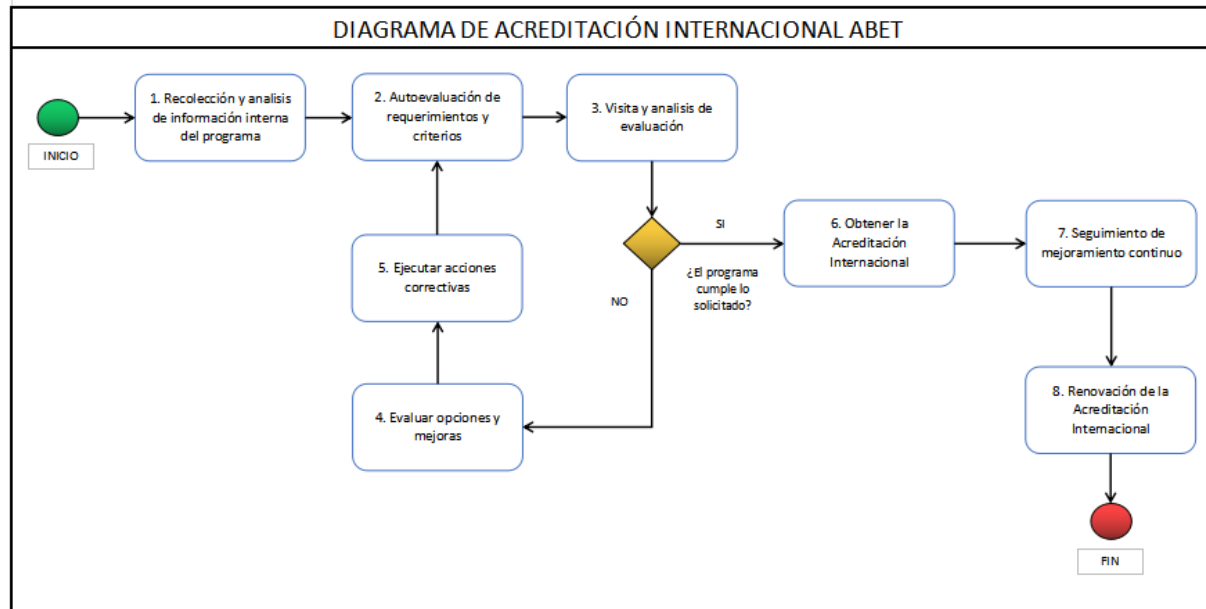 DIAGRAMA DE ACREDITACIÓN INTERNACIONAL ABET
INICIO
1. Recolección y analisis
de información interna
del programa
2. Autoevaluación de
requerimientos y
criterios
3. Visita y analisis de
evaluación
SI
¿El programa
cumple lo
solicitado?
NO
4. Evaluar opciones y
mejoras
5. Ejecutar acciones
correctivas
6. Obtener la
Acreditación
Internacional
7. Seguimiento de
mejoramiento continuo
8. Renovación de la
Acreditación
Internacional
FIN